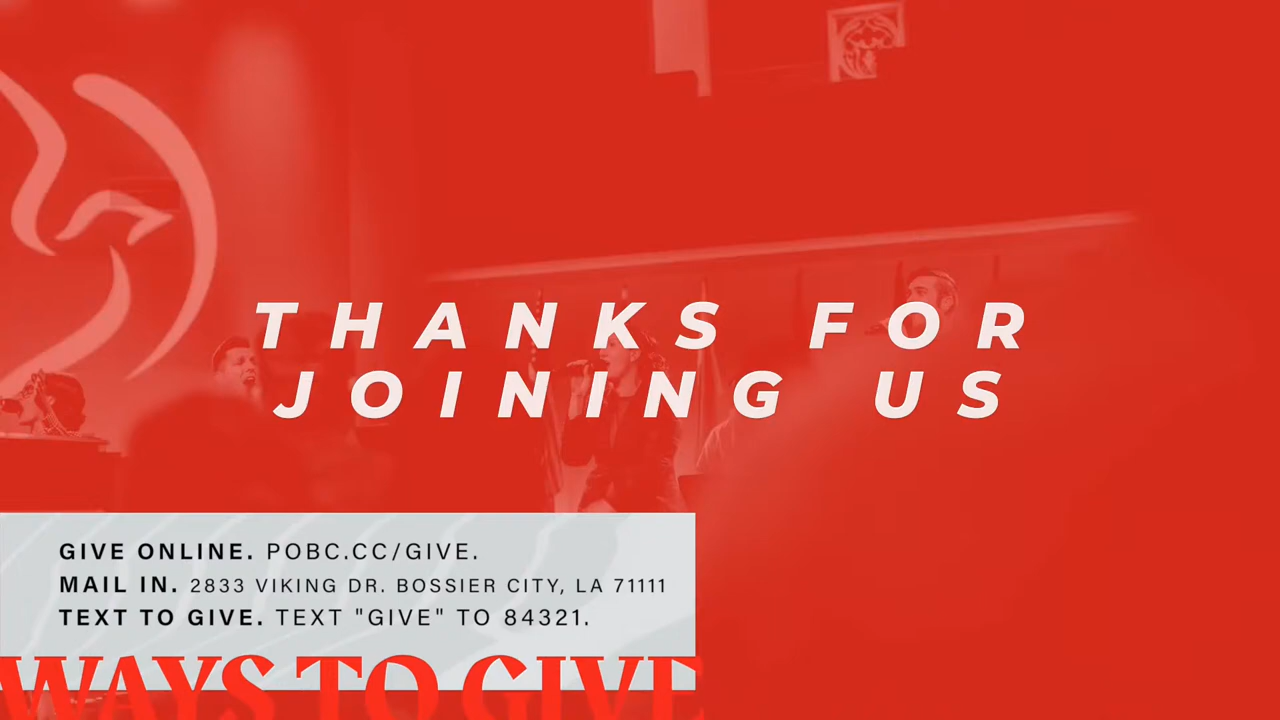 THANKS FOR
JOINING US
GIVE ONLINE. POBC.CC/GIVE.
MAIL IN. 2833 VIKING DR. BOSSIER CITY, LA 71111
TEXT TO GIVE. TEXT "GIVE" TO 84321.
WAYS TO GIVE